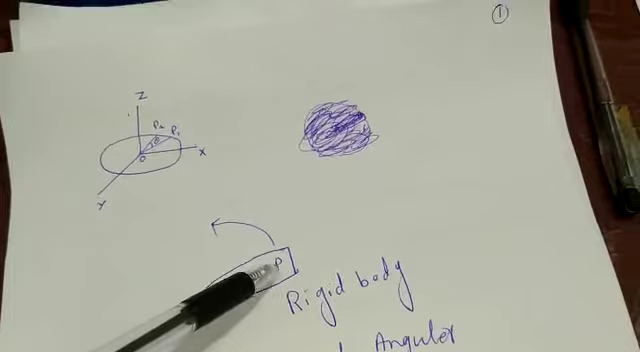 1
Z
P₂ P₁
θ
O
X
Y
P
Rigid body
Angular